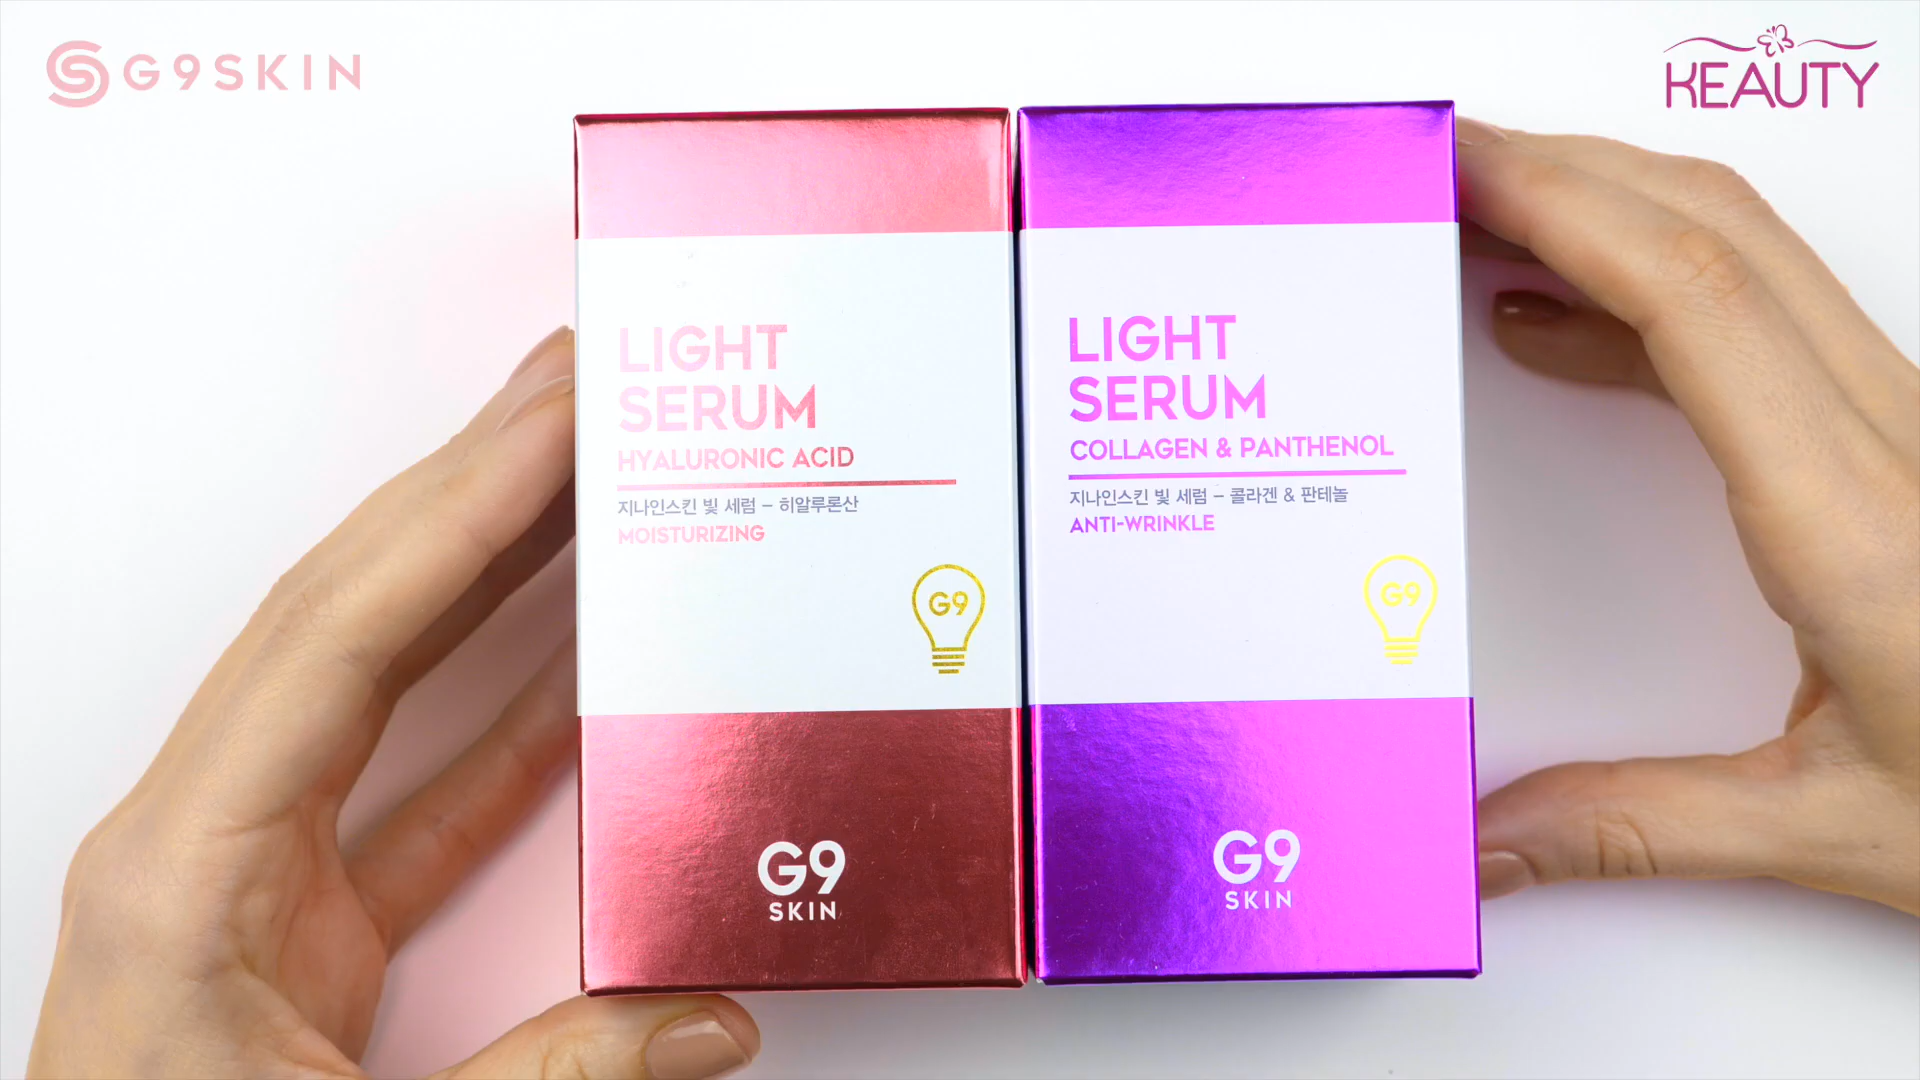 G9SKIN
KEAUTY
LIGHT
SERUM
HYALURONIC ACID
지나인스킨 빛 세럼 – 히알루론산
MOISTURIZING
G9
G9
SKIN
LIGHT
SERUM
COLLAGEN & PANTHENOL
지나인스킨 빛 세럼 – 콜라겐 & 판테놀
ANTI-WRINKLE
G9
G9
SKIN